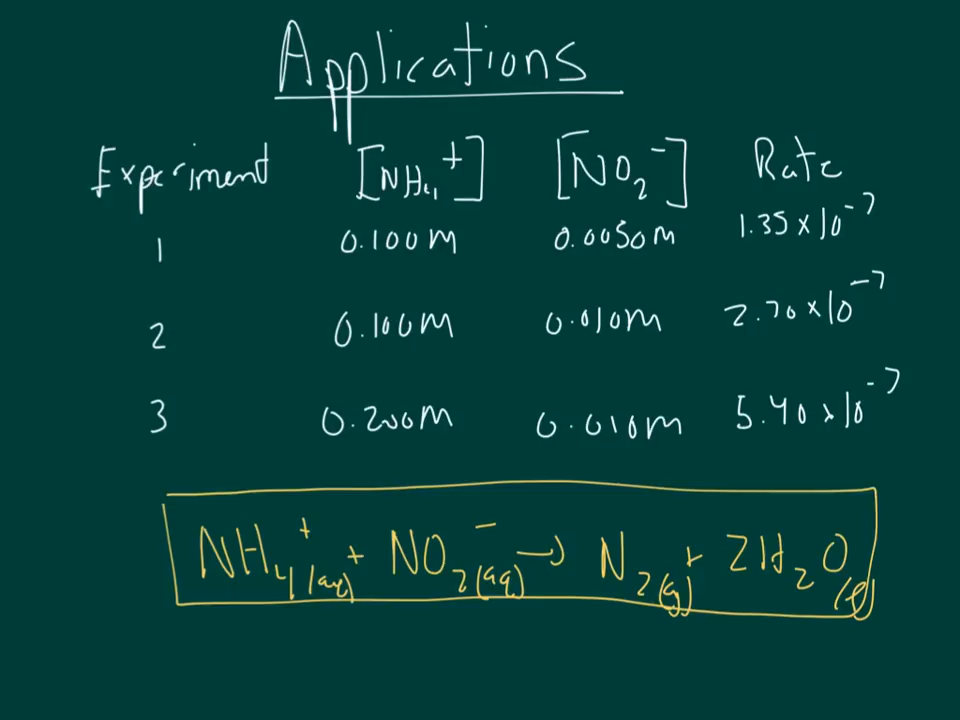 Applications
Experiment [NH₄⁺] [NO₂⁻] Rate
1 0.100M 0.0050M 1.35×10⁻⁷
2 0.100M 0.010M 2.70×10⁻⁷
3 0.200M 0.010M 5.40×10⁻⁷
NH₄⁺(aq) + NO₂⁻(aq) → N₂(g) + 2H₂O(l)